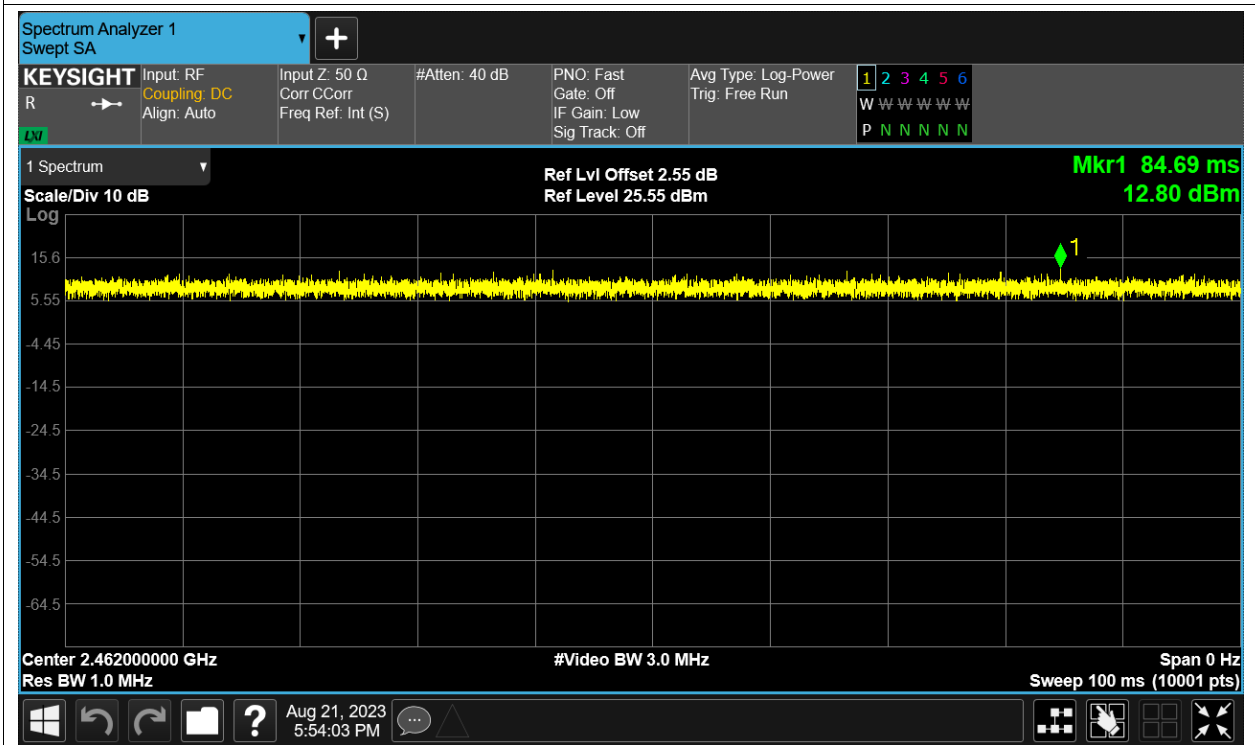 Spectrum Analyzer 1
Swept SA
+
KEYSIGHT
R
LXI
Input: RF
Coupling: DC
Align: Auto
Input Z: 50 Ω
Corr CCorr
Freq Ref: Int (S)
#Atten: 40 dB
PNO: Fast
Gate: Off
IF Gain: Low
Sig Track: Off
Avg Type: Log-Power
Trig: Free Run
1 2 3 4 5 6
W W W W W W
P N N N N N
1 Spectrum
Scale/Div 10 dB
Log
Ref Lvl Offset 2.55 dB
Ref Level 25.55 dBm
Mkr1 84.69 ms
12.80 dBm
1
15.6
5.55
-4.45
-14.5
-24.5
-34.5
-44.5
-54.5
-64.5
Center 2.462000000 GHz
Res BW 1.0 MHz
#Video BW 3.0 MHz
Span 0 Hz
Sweep 100 ms (10001 pts)
?
Aug 21, 2023
5:54:03 PM